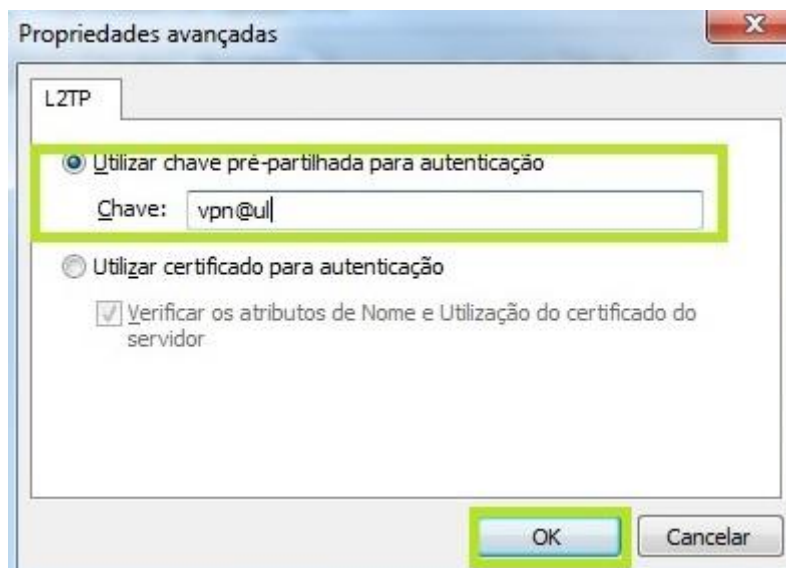 Propriedades avançadas
L2TP
Utilizar chave pré-partilhada para autenticação
Chave: vpn@ul
Utilizar certificado para autenticação
Verificar os atributos de Nome e Utilização do certificado do
servidor
OK Cancelar